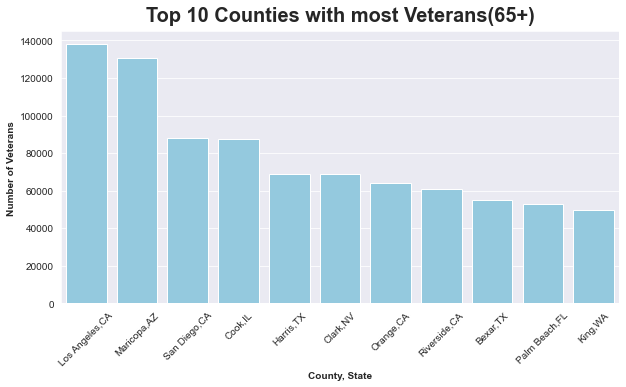 Top 10 Counties with most Veterans(65+)
140000
120000
100000
80000
60000
40000
20000
0
Number of Veterans
Los Angeles,CA
Maricopa,AZ
San Diego,CA
Cook,IL
Harris,TX
Clark,NV
Orange,CA
Riverside,CA
Bexar,TX
Palm Beach,FL
King,WA
County, State